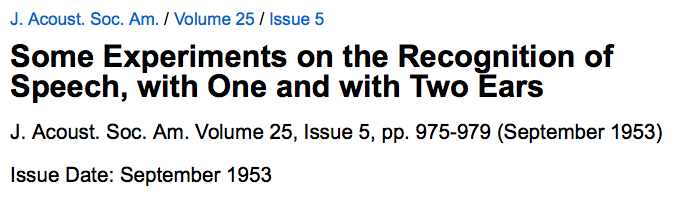 J. Acoust. Soc. Am. / Volume 25 / Issue 5
Some Experiments on the Recognition of
Speech, with One and with Two Ears
J. Acoust. Soc. Am. Volume 25, Issue 5, pp. 975-979 (September 1953)
Issue Date: September 1953